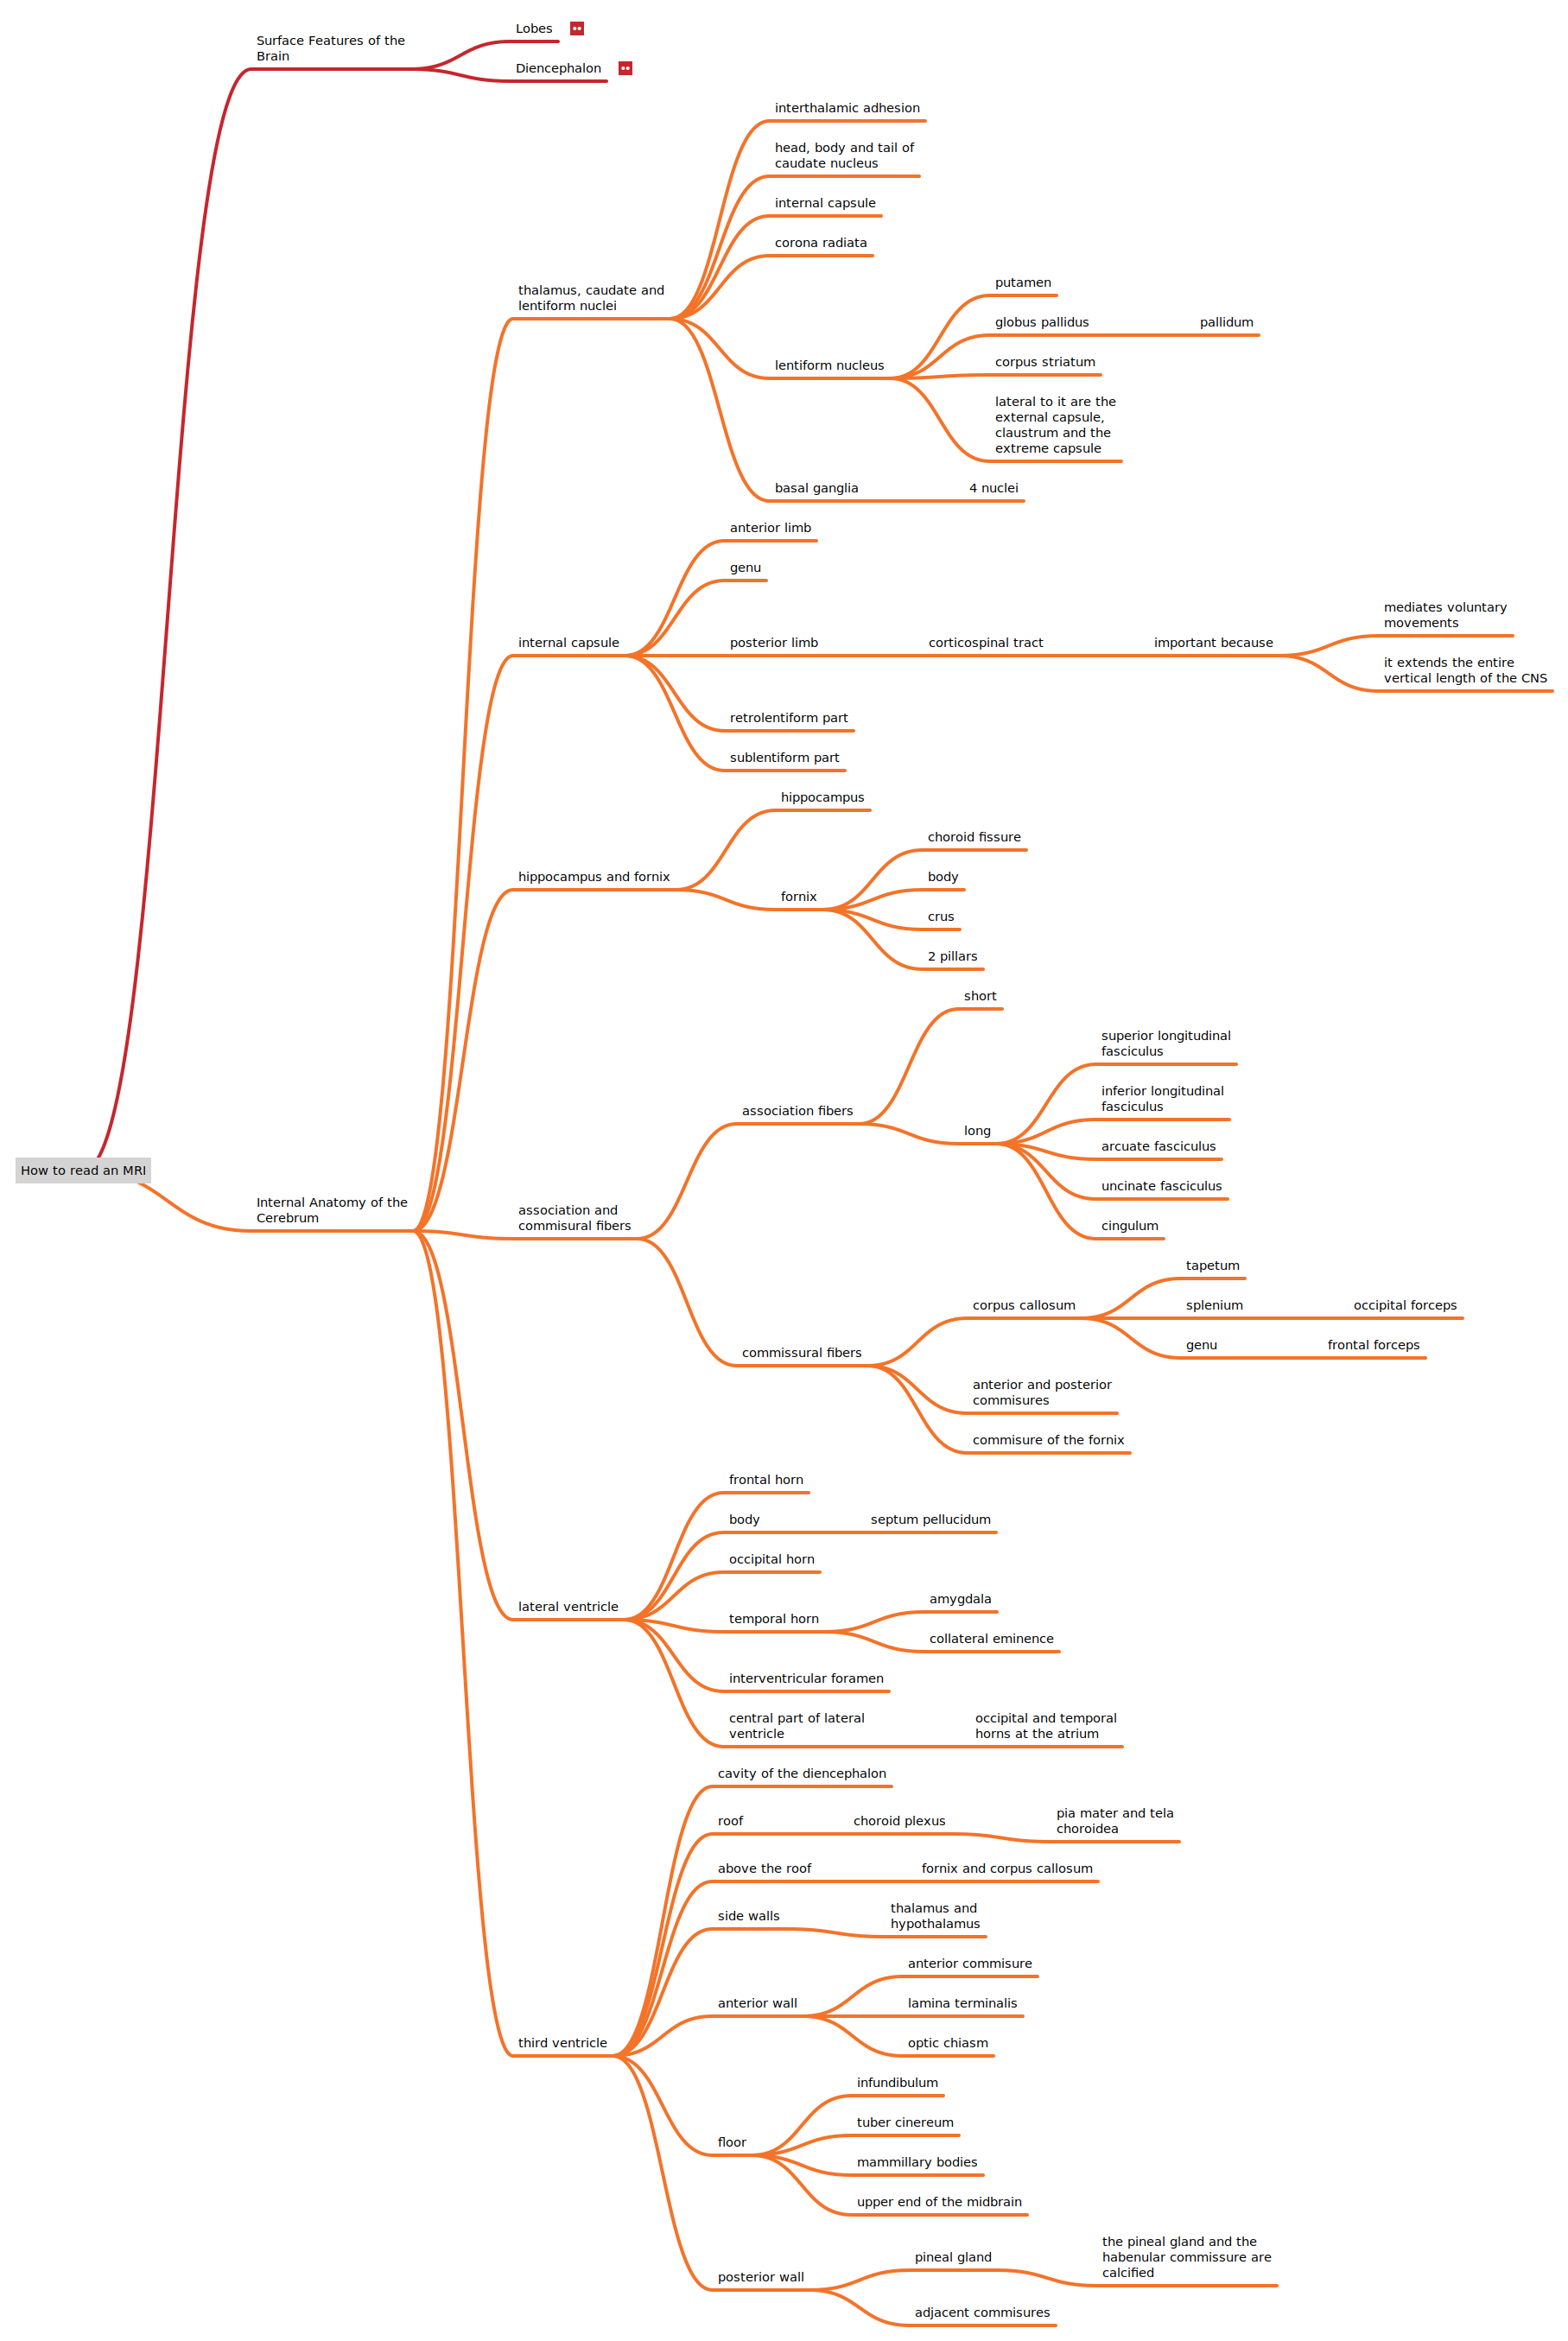 Lobes
Surface Features of the
Brain
Diencephalon
interthalamic adhesion
head, body and tail of
caudate nucleus
internal capsule
corona radiata
thalamus, caudate and
lentiform nuclei
putamen
globus pallidus
pallidum
lentiform nucleus
corpus striatum
lateral to it are the
external capsule,
claustrum and the
extreme capsule
basal ganglia
4 nuclei
anterior limb
genu
internal capsule
posterior limb
corticospinal tract
important because
mediates voluntary
movements
it extends the entire
vertical length of the CNS
retrolentiform part
sublentiform part
hippocampus
hippocampus and fornix
choroid fissure
fornix
body
crus
2 pillars
short
association fibers
superior longitudinal
fasciculus
inferior longitudinal
fasciculus
long
arcuate fasciculus
uncinate fasciculus
cingulum
How to read an MRI
Internal Anatomy of the
Cerebrum
association and
commisural fibers
tapetum
corpus callosum
splenium
occipital forceps
genu
frontal forceps
commissural fibers
anterior and posterior
commisures
commisure of the fornix
frontal horn
body
septum pellucidum
occipital horn
lateral ventricle
temporal horn
amygdala
collateral eminence
interventricular foramen
central part of lateral
ventricle
occipital and temporal
horns at the atrium
cavity of the diencephalon
roof
choroid plexus
pia mater and tela
choroidea
above the roof
fornix and corpus callosum
side walls
thalamus and
hypothalamus
anterior commisure
anterior wall
lamina terminalis
optic chiasm
third ventricle
infundibulum
tuber cinereum
floor
mammillary bodies
upper end of the midbrain
posterior wall
pineal gland
the pineal gland and the
habenular commissure are
calcified
adjacent commisures